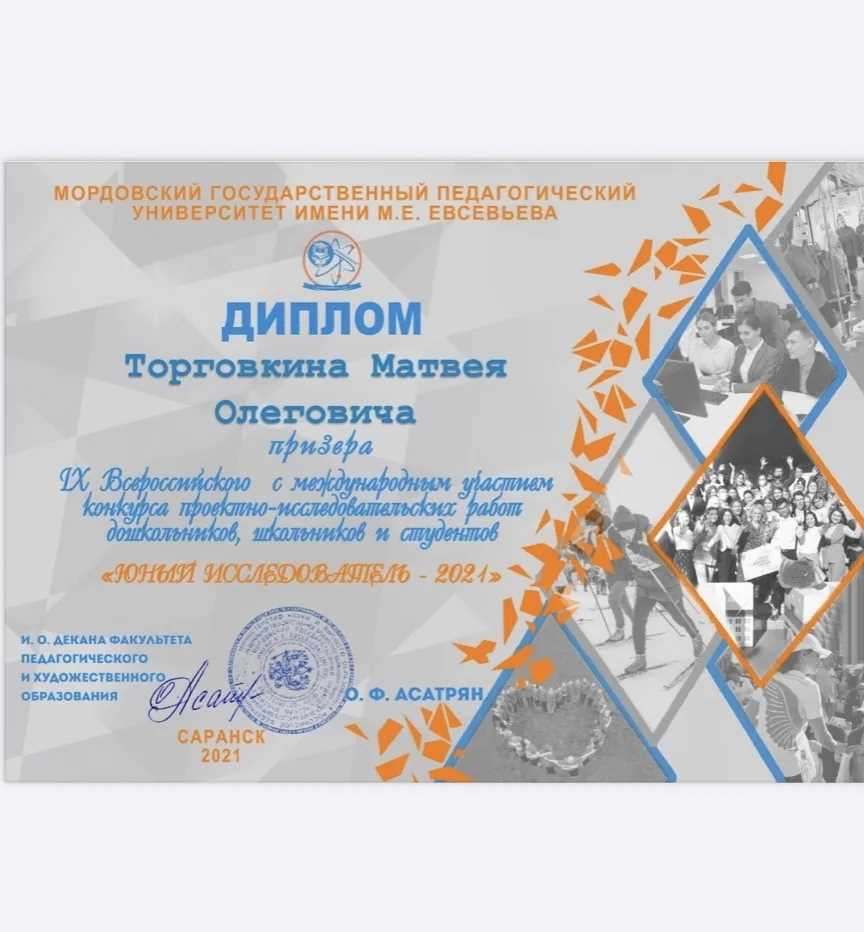 МОРДОВСКИЙ ГОСУДАРСТВЕННЫЙ ПЕДАГОГИЧЕСКИЙ
УНИВЕРСИТЕТ ИМЕНИ М.Е. ЕВСЕВЬЕВА
ДИПЛОМ
Торговкина Матвея
Олеговича
призера
IX Всероссийского с международным участием
конкурса проектно-исследовательских работ
дошкольников, школьников и студентов
«ЮНЫЙ ИССЛЕДОВАТЕЛЬ - 2021»
И. О. ДЕКАНА ФАКУЛЬТЕТА
ПЕДАГОГИЧЕСКОГО
И ХУДОЖЕСТВЕННОГО
ОБРАЗОВАНИЯ
О. Ф. АСАТРЯН
САРАНСК
2021